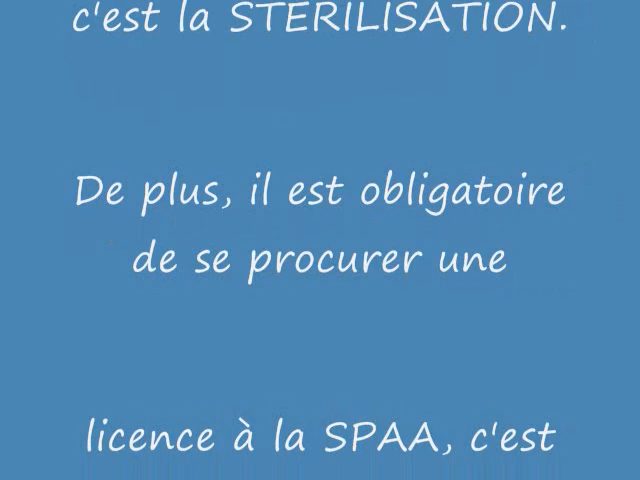 c'est la STERILISATION.
De plus, il est obligatoire
de se procurer une
licence à la SPAA, c'est